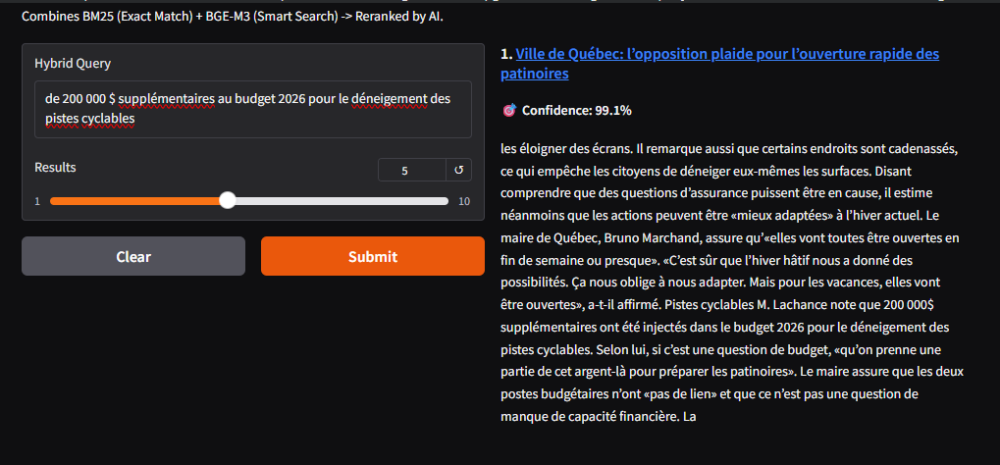 Combines BM25 (Exact Match) + BGE-M3 (Smart Search) -> Reranked by AI.
Hybrid Query
de 200 000 $ supplémentaires au budget 2026 pour le déneigement des
pistes cyclables
Results
5
↺
1
10
Clear
Submit
1. Ville de Québec: l'opposition plaide pour l'ouverture rapide des
patinoires
🎯 Confidence: 99.1%
les éloigner des écrans. Il remarque aussi que certains endroits sont cadenassés,
ce qui empêche les citoyens de déneiger eux-mêmes les surfaces. Disant
comprendre que des questions d'assurance puissent être en cause, il estime
néanmoins que les actions peuvent être «mieux adaptées» à l'hiver actuel. Le
maire de Québec, Bruno Marchand, assure qu'«elles vont toutes être ouvertes en
fin de semaine ou presque». «C'est sûr que l'hiver hâtif nous a donné des
possibilités. Ça nous oblige à nous adapter. Mais pour les vacances, elles vont
être ouvertes», a-t-il affirmé. Pistes cyclables M. Lachance note que 200 000$
supplémentaires ont été injectés dans le budget 2026 pour le déneigement des
pistes cyclables. Selon lui, si c'est une question de budget, «qu'on prenne une
partie de cet argent-là pour préparer les patinoires». Le maire assure que les deux
postes budgétaires n'ont «pas de lien» et que ce n'est pas une question de
manque de capacité financière. La